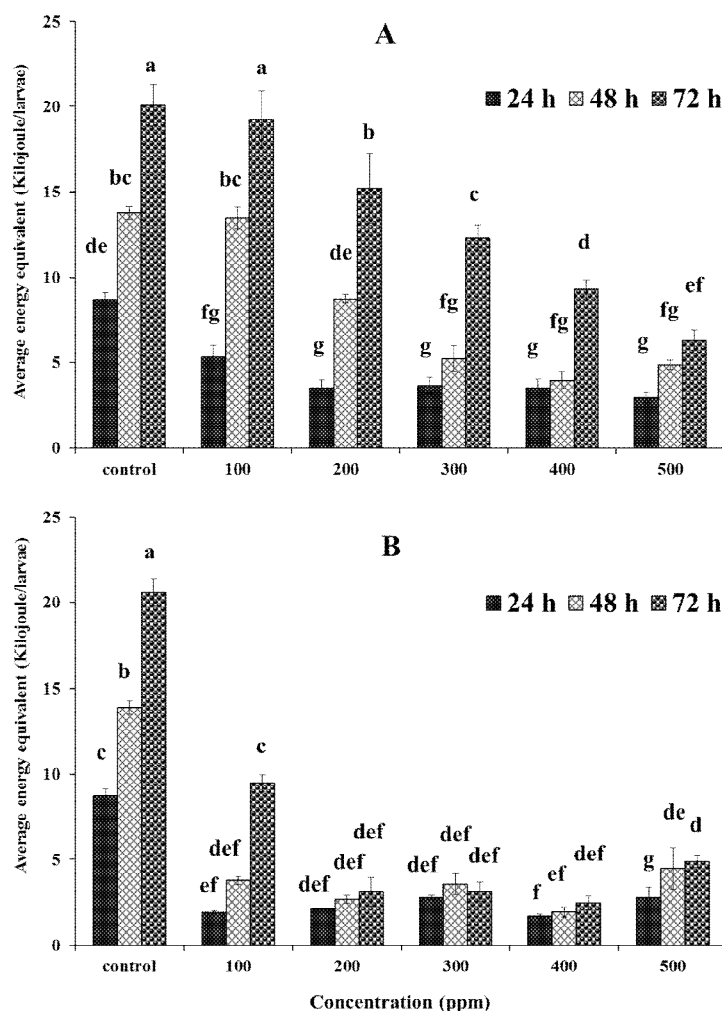 25
A
20
15
10
5
0
Average energy equivalent (Kilojoule/larvae)
24 h 48 h 72 h
de bc a
fg bc a
g de b
g fg c
g fg d
g fg ef
control 100 200 300 400 500
25
B
20
15
10
5
0
Average energy equivalent (Kilojoule/larvae)
24 h 48 h 72 h
c b a
ef def c
def def def
def def def
f ef def
g de d
control 100 200 300 400 500
Concentration (ppm)